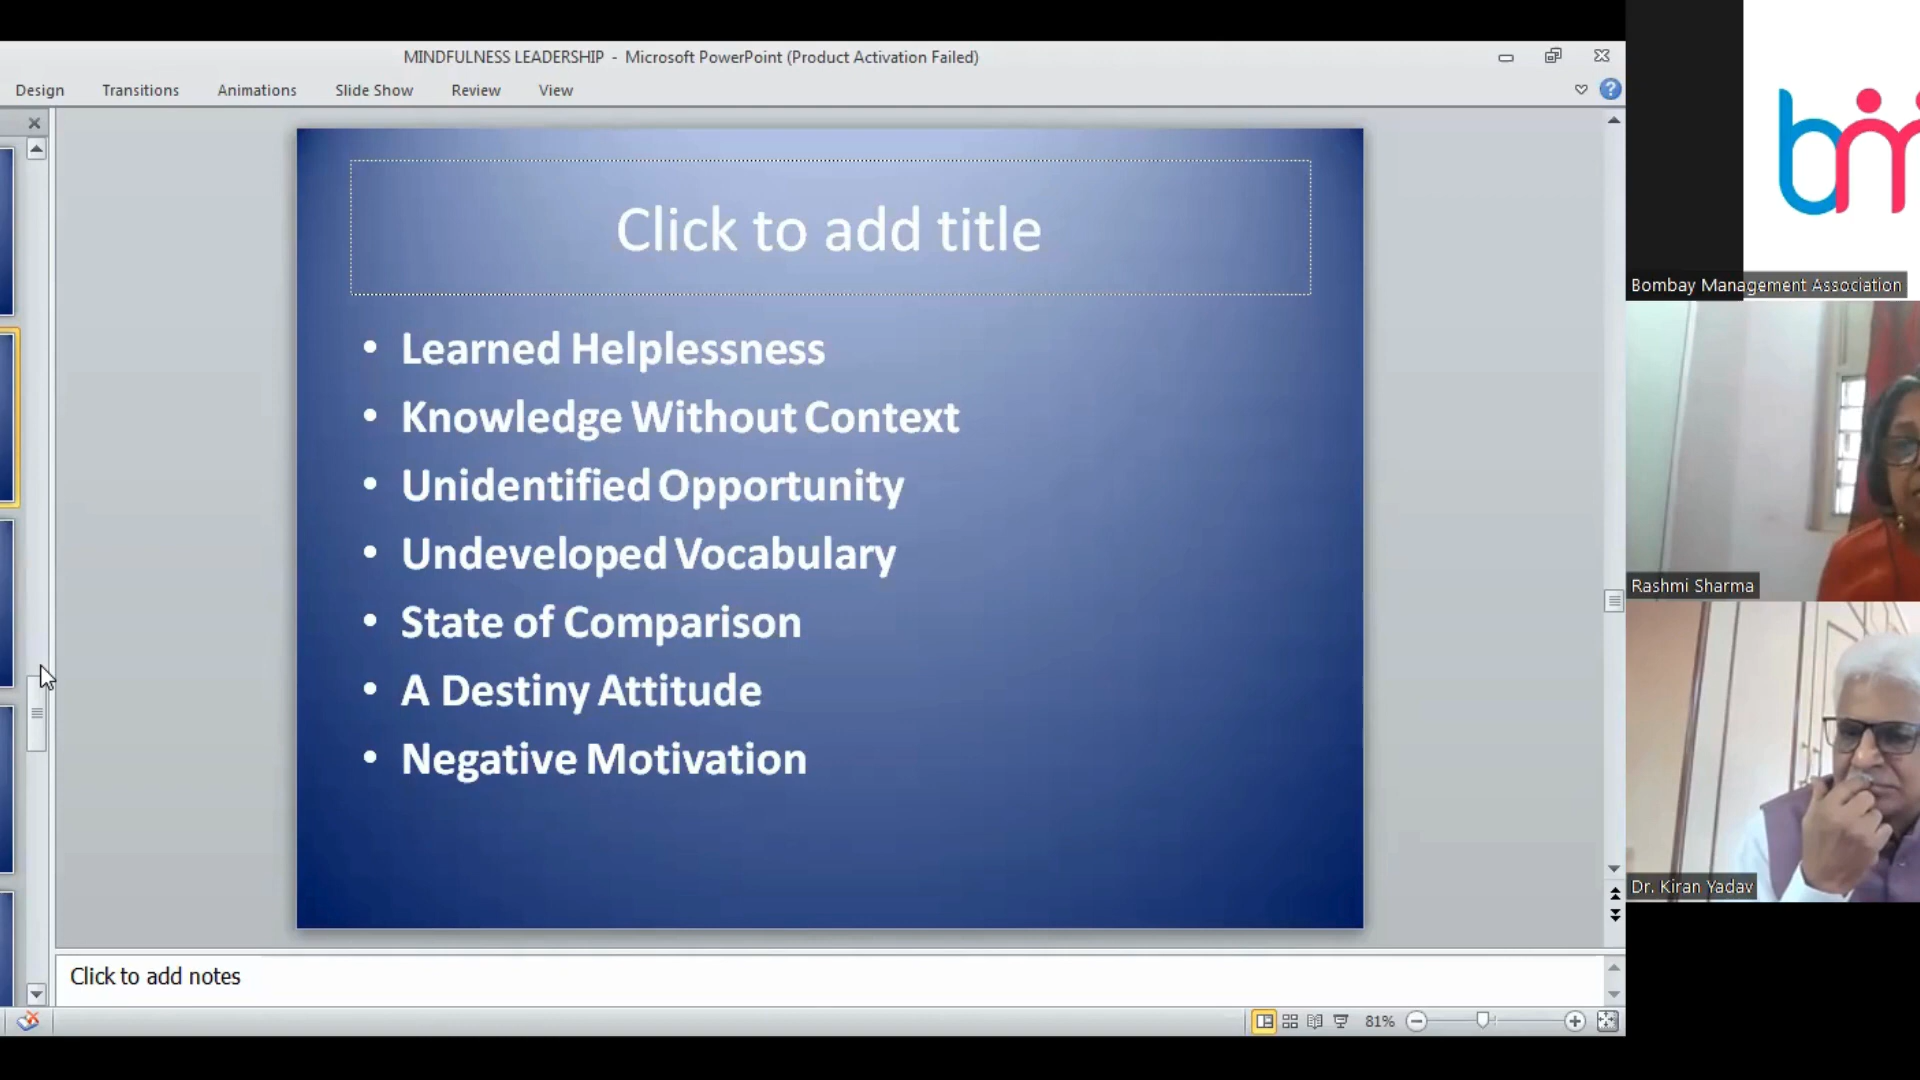 MINDFULNESS LEADERSHIP - Microsoft PowerPoint (Product Activation Failed)
Design Transitions Animations Slide Show Review View
Click to add title
• Learned Helplessness
• Knowledge Without Context
• Unidentified Opportunity
• Undeveloped Vocabulary
• State of Comparison
• A Destiny Attitude
• Negative Motivation
Click to add notes
81%
bm
Bombay Management Association
Rashmi Sharma
Dr. Kiran Yadav